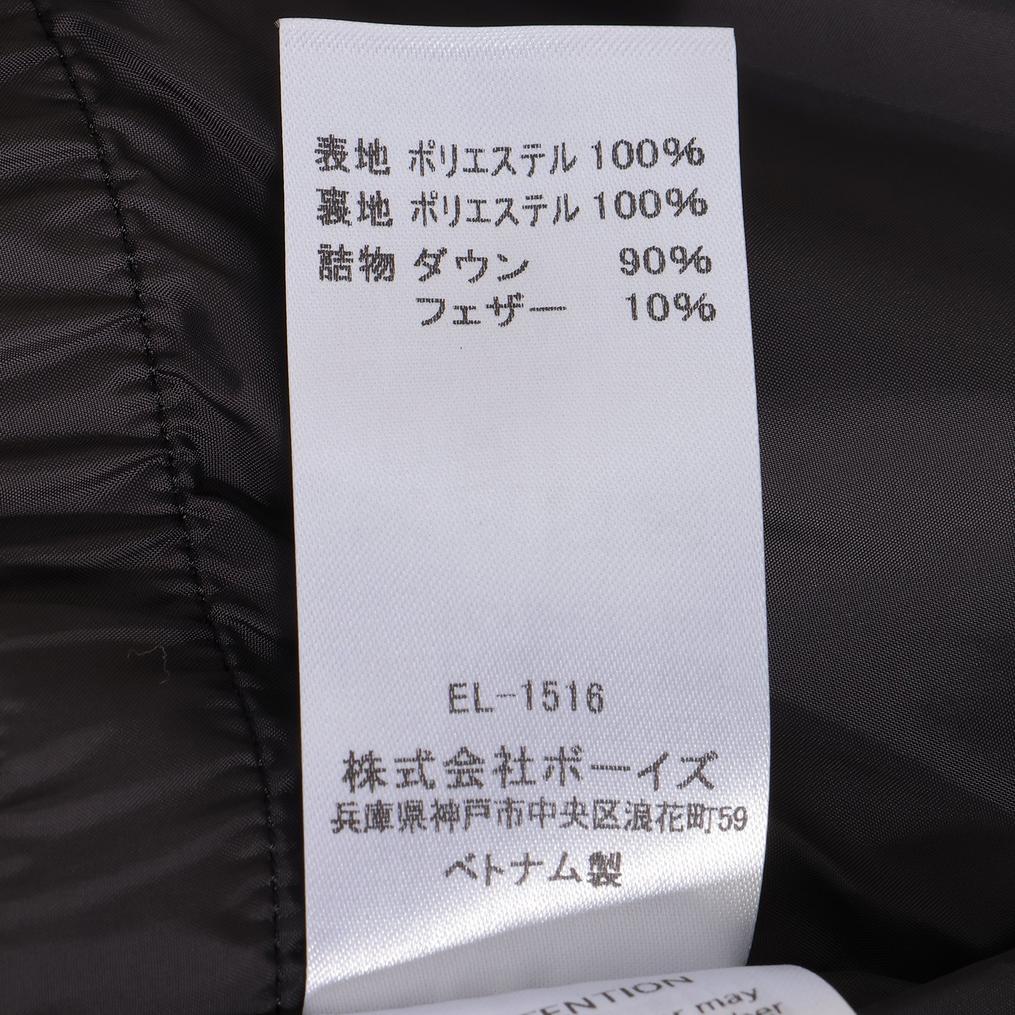 表地 ポリエステル 100%
裏地 ポリエステル 100%
詰物 ダウン 90%
フェザー 10%
EL-1516
株式会社ボーイズ
兵庫県神戸市中央区浪花町59
ベトナム製
may